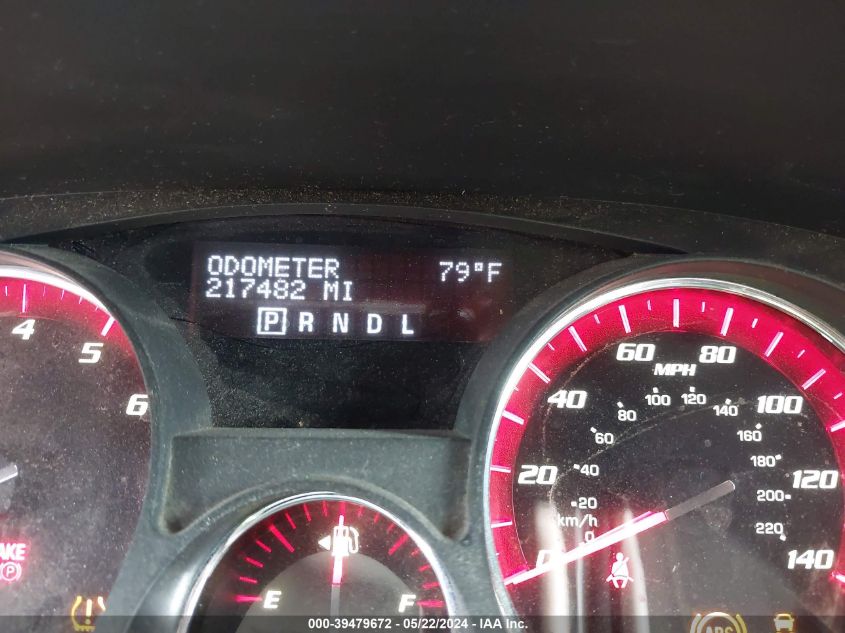 ODOMETER 79°F
217482 MI
P R N D L
4
5
6
60 80
MPH
40 100
20 120
0 140
80 100 120 140
60 160
40 180
20 200
km/h 220
0
E F
ABS
000-39479672 - 05/22/2024 - IAA Inc.